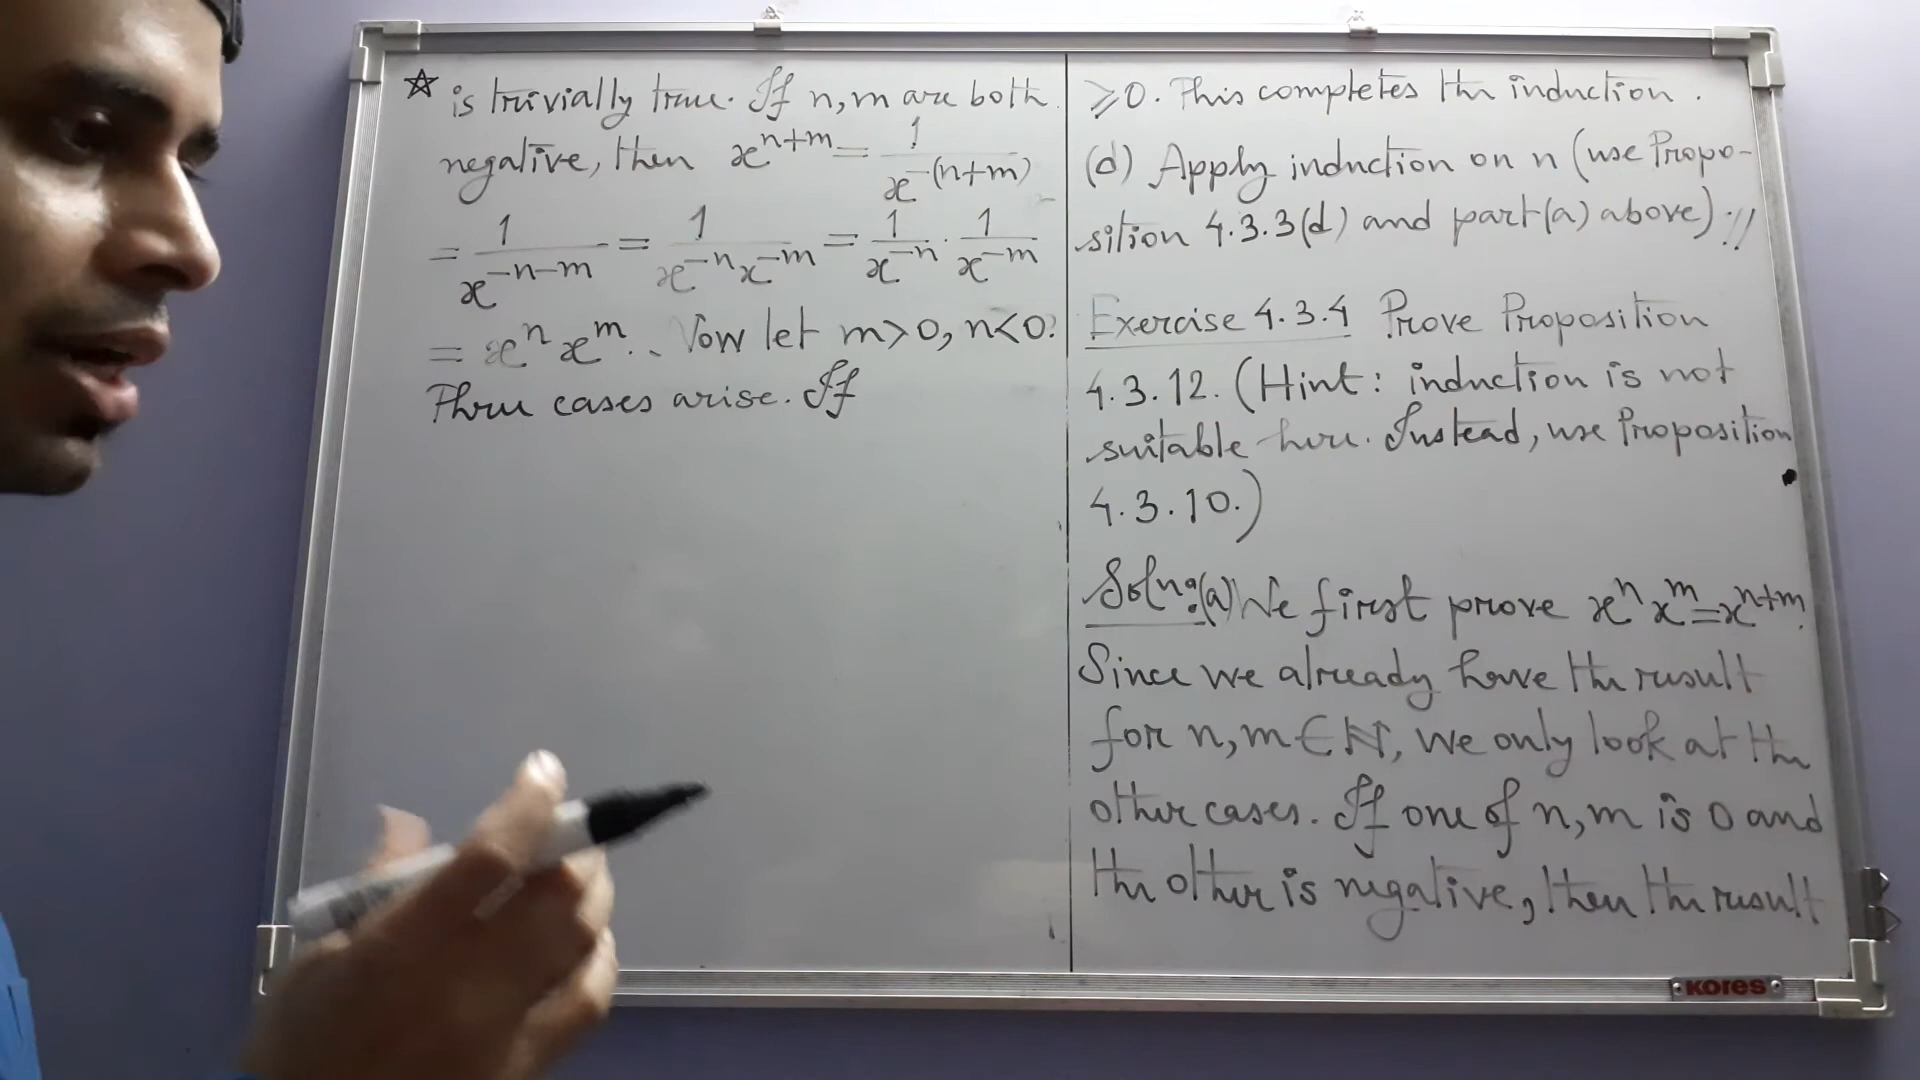 ☆ is trivially true. If n, m are both
negative, then x^{n+m} = 1/x^{-(n+m)}
= 1/x^{-n-m} = 1/(x^{-n} x^{-m}) = 1/x^{-n} · 1/x^{-m}
= x^n x^m. Now let m>0, n<0.
Three cases arise. If
≥0. This completes the induction.
(d) Apply induction on n (use Propo-
sition 4.3.3(d) and part(a) above).//
Exercise 4.3.4 Prove Proposition
4.3.12. (Hint: induction is not
suitable here. Instead, use Proposition
4.3.10.)
Soln:(a) We first prove x^n x^m = x^{n+m}.
Since we already have the result
for n, m ∈ ℕ, we only look at the
other cases. If one of n, m is 0 and
the other is negative, then the result
kores